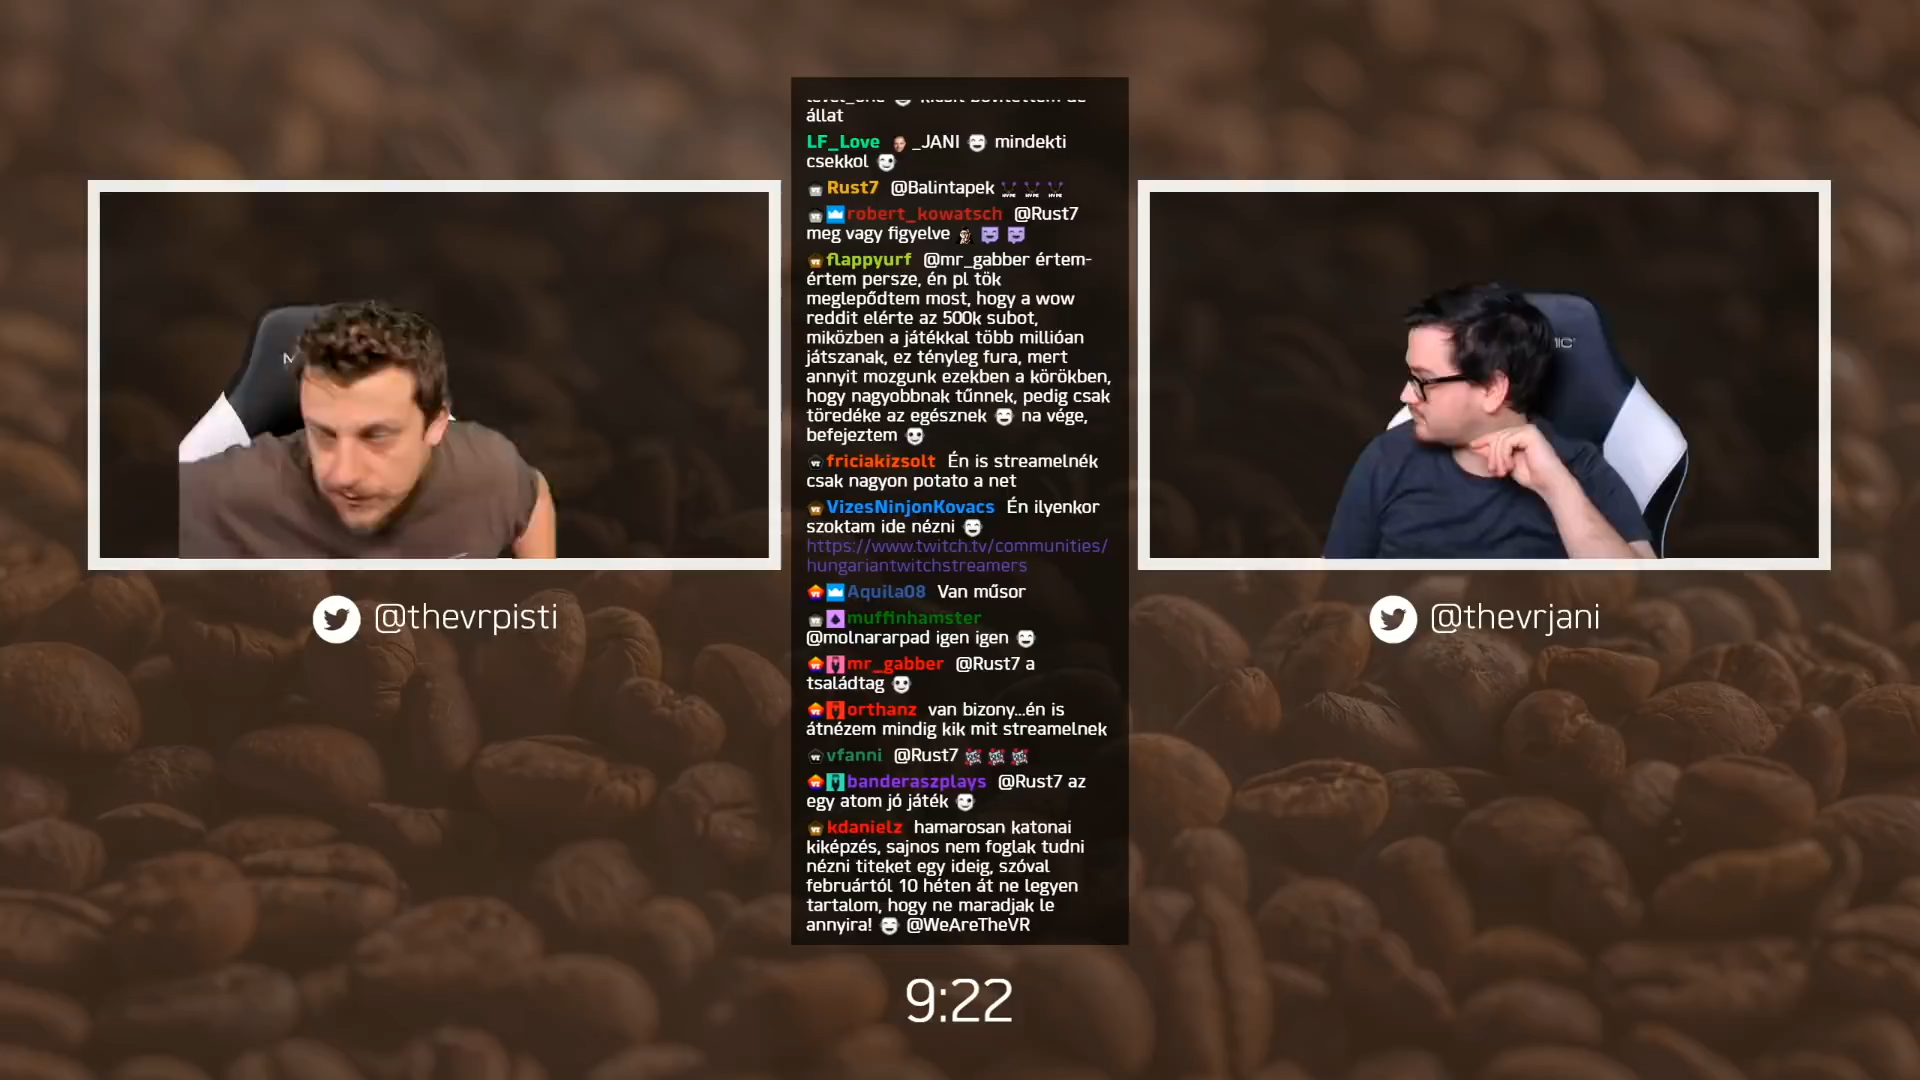 állat
LF_Love _JANI mindekti
csekkol
Rust7 @Balintapek
robert_kowatsch @Rust7
meg vagy figyelve
flappyurf @mr_gabber értem-
értem persze, én pl tök
meglepődtem most, hogy a wow
reddit elérte az 500k subot,
miközben a játékkal több millióan
játszanak, ez tényleg fura, mert
annyit mozgunk ezekben a körökben,
hogy nagyobbnak tűnnek, pedig csak
töredéke az egésznek na vége,
befejeztem
friciakizsolt Én is streamelnék
csak nagyon potato a net
VizesNinjonKovacs Én ilyenkor
szoktam ide nézni
https://www.twitch.tv/communities/
hungariantwitchstreamers
Aquila08 Van műsor
muffinhamster
@molnararpad igen igen
mr_gabber @Rust7 a
tsaládtag
orthanz van bizony...én is
átnézem mindig kik mit streamelnek
vfanni @Rust7
banderaszplays @Rust7 az
egy atom jó játék
kdanielz hamarosan katonai
kiképzés, sajnos nem foglak tudni
nézni titeket egy ideig, szóval
februártól 10 héten át ne legyen
tartalom, hogy ne maradjak le
annyira! @WeAreTheVR
@thevrpisti
@thevrjani
9:22